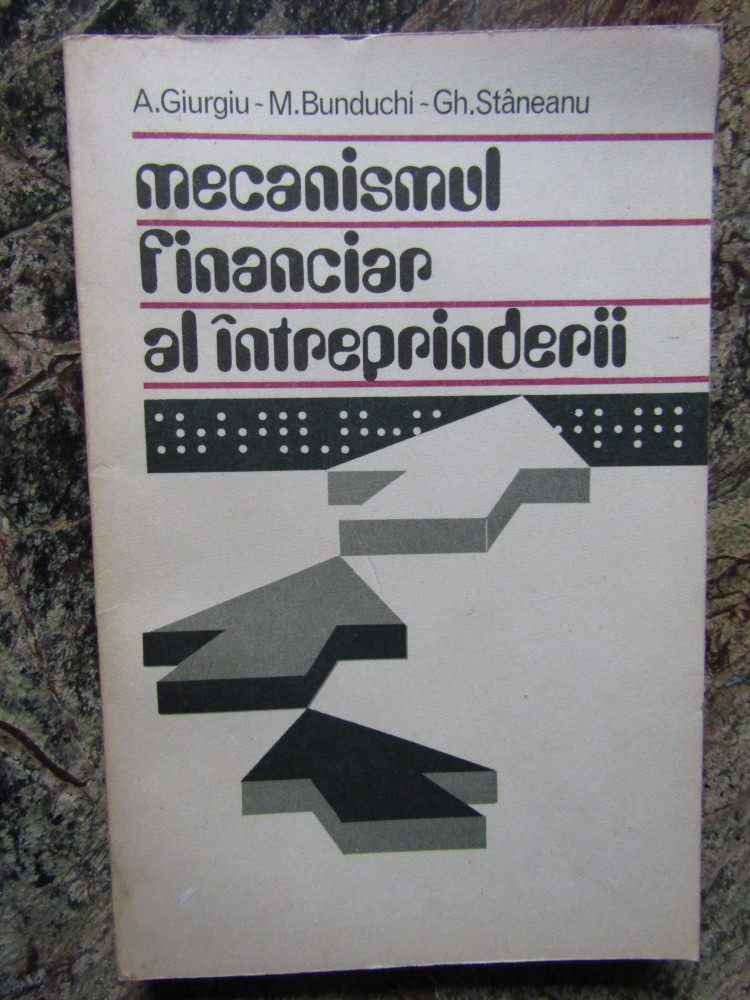 A.Giurgiu ~ M.Bunduchi ~ Gh.Stâneanu
mecanismul
financiar
al întreprinderii